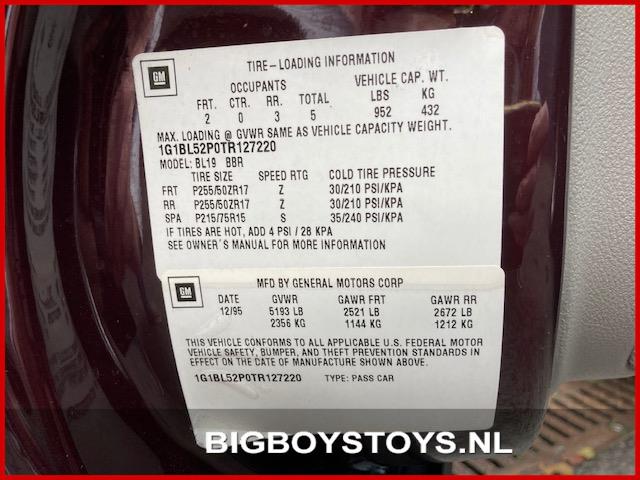 GM
TIRE-LOADING INFORMATION
OCCUPANTS VEHICLE CAP. WT.
FRT. CTR. RR. TOTAL LBS KG
2 0 3 5 952 432
MAX. LOADING @ GVWR SAME AS VEHICLE CAPACITY WEIGHT.
1G1BL52P0TR127220
MODEL: BL19 BBR
TIRE SIZE SPEED RTG COLD TIRE PRESSURE
FRT P255/50ZR17 Z 30/210 PSI/KPA
RR P255/50ZR17 Z 30/210 PSI/KPA
SPA P215/75R15 S 35/240 PSI/KPA
IF TIRES ARE HOT, ADD 4 PSI / 28 KPA
SEE OWNER'S MANUAL FOR MORE INFORMATION
GM
MFD BY GENERAL MOTORS CORP
DATE GVWR GAWR FRT GAWR RR
12/95 5193 LB 2521 LB 2672 LB
2356 KG 1144 KG 1212 KG
THIS VEHICLE CONFORMS TO ALL APPLICABLE U.S. FEDERAL MOTOR
VEHICLE SAFETY, BUMPER, AND THEFT PREVENTION STANDARDS IN
EFFECT ON THE DATE OF MANUFACTURE SHOWN ABOVE.
1G1BL52P0TR127220 TYPE: PASS CAR
BIGBOYSTOYS.NL